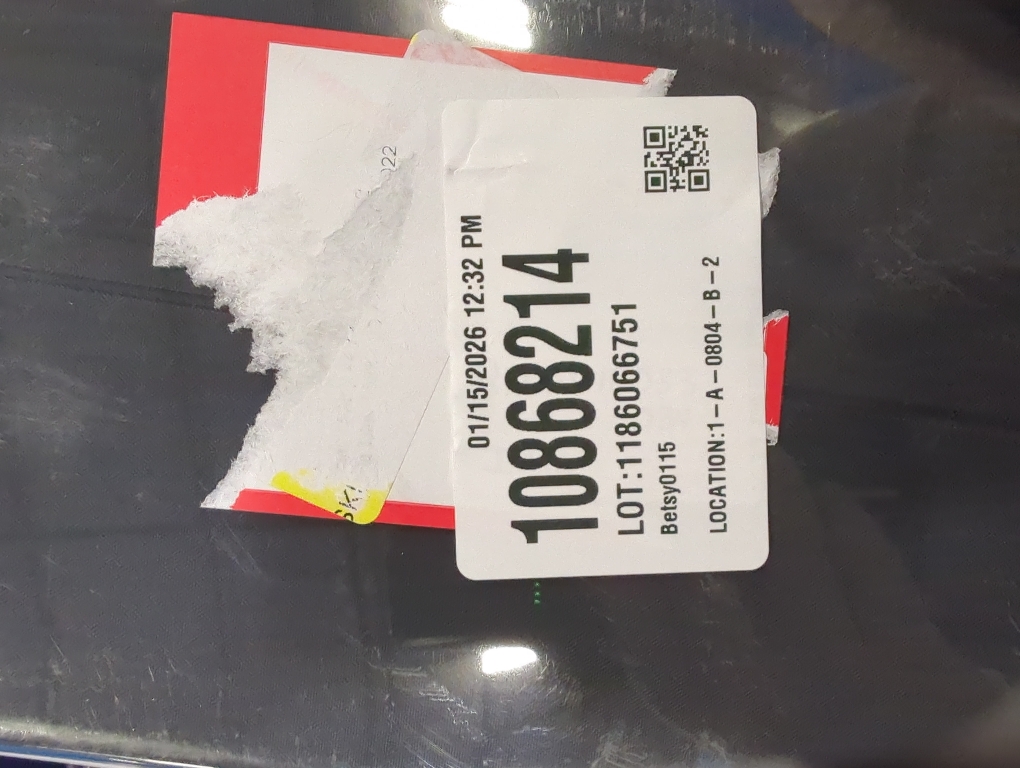 01/15/2026 12:32 PM
10868214
LOT:1186066751
Betsy0115
LOCATION:1-A-0804-B-2